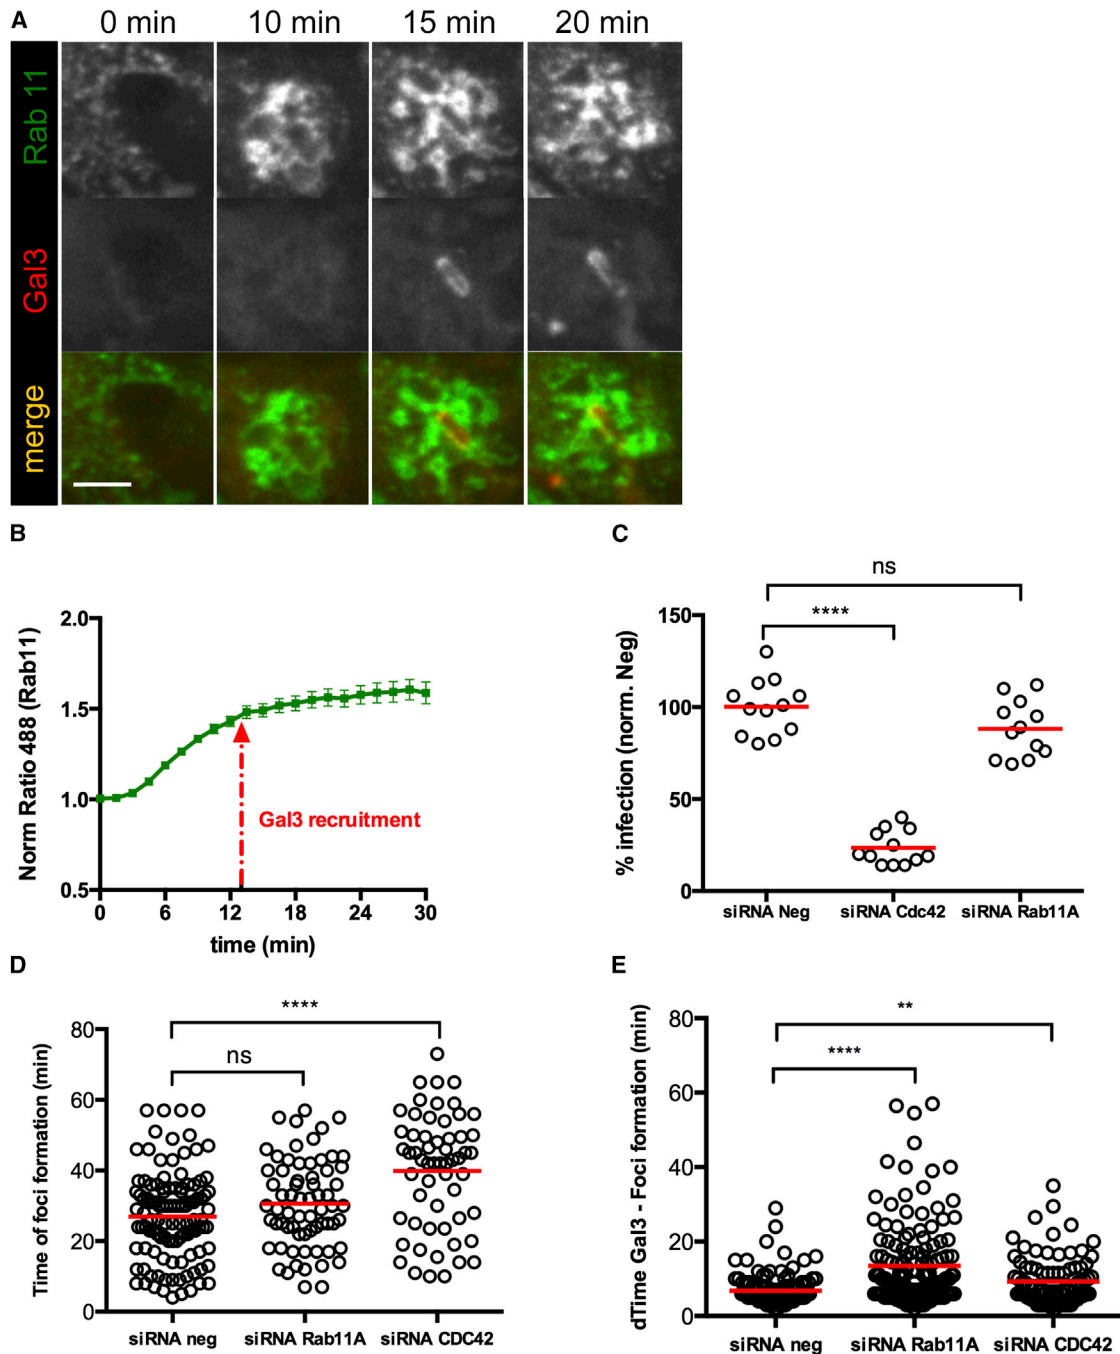 A
0 min 10 min 15 min 20 min
Rab 11
Gal3
merge
B
2.0
1.5
1.0
0.5
0 6 12 18 24 30
Norm Ratio 488 (Rab11)
time (min)
Gal3 recruitment
C
ns
****
150
100
50
0
% infection (norm. Neg)
siRNA Neg siRNA Cdc42 siRNA Rab11A
D
****
ns
80
60
40
20
0
Time of foci formation (min)
siRNA neg siRNA Rab11A siRNA CDC42
E
**
****
80
60
40
20
0
dTime Gal3 - Foci formation (min)
siRNA neg siRNA Rab11A siRNA CDC42